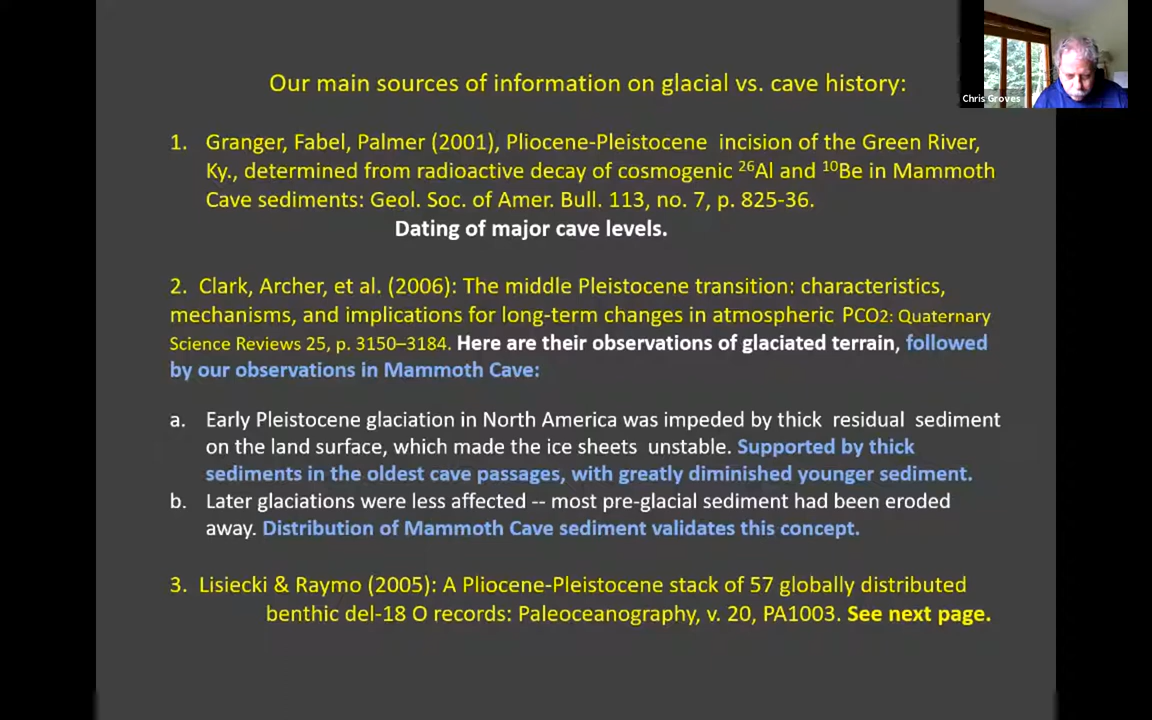 Chris Groves
Our main sources of information on glacial vs. cave history:
1. Granger, Fabel, Palmer (2001), Pliocene-Pleistocene incision of the Green River,
Ky., determined from radioactive decay of cosmogenic ²⁶Al and ¹⁰Be in Mammoth
Cave sediments: Geol. Soc. of Amer. Bull. 113, no. 7, p. 825-36.
Dating of major cave levels.
2. Clark, Archer, et al. (2006): The middle Pleistocene transition: characteristics,
mechanisms, and implications for long-term changes in atmospheric PCO2: Quaternary
Science Reviews 25, p. 3150–3184. Here are their observations of glaciated terrain, followed
by our observations in Mammoth Cave:
a. Early Pleistocene glaciation in North America was impeded by thick residual sediment
on the land surface, which made the ice sheets unstable. Supported by thick
sediments in the oldest cave passages, with greatly diminished younger sediment.
b. Later glaciations were less affected -- most pre-glacial sediment had been eroded
away. Distribution of Mammoth Cave sediment validates this concept.
3. Lisiecki & Raymo (2005): A Pliocene-Pleistocene stack of 57 globally distributed
benthic del-18 O records: Paleoceanography, v. 20, PA1003. See next page.